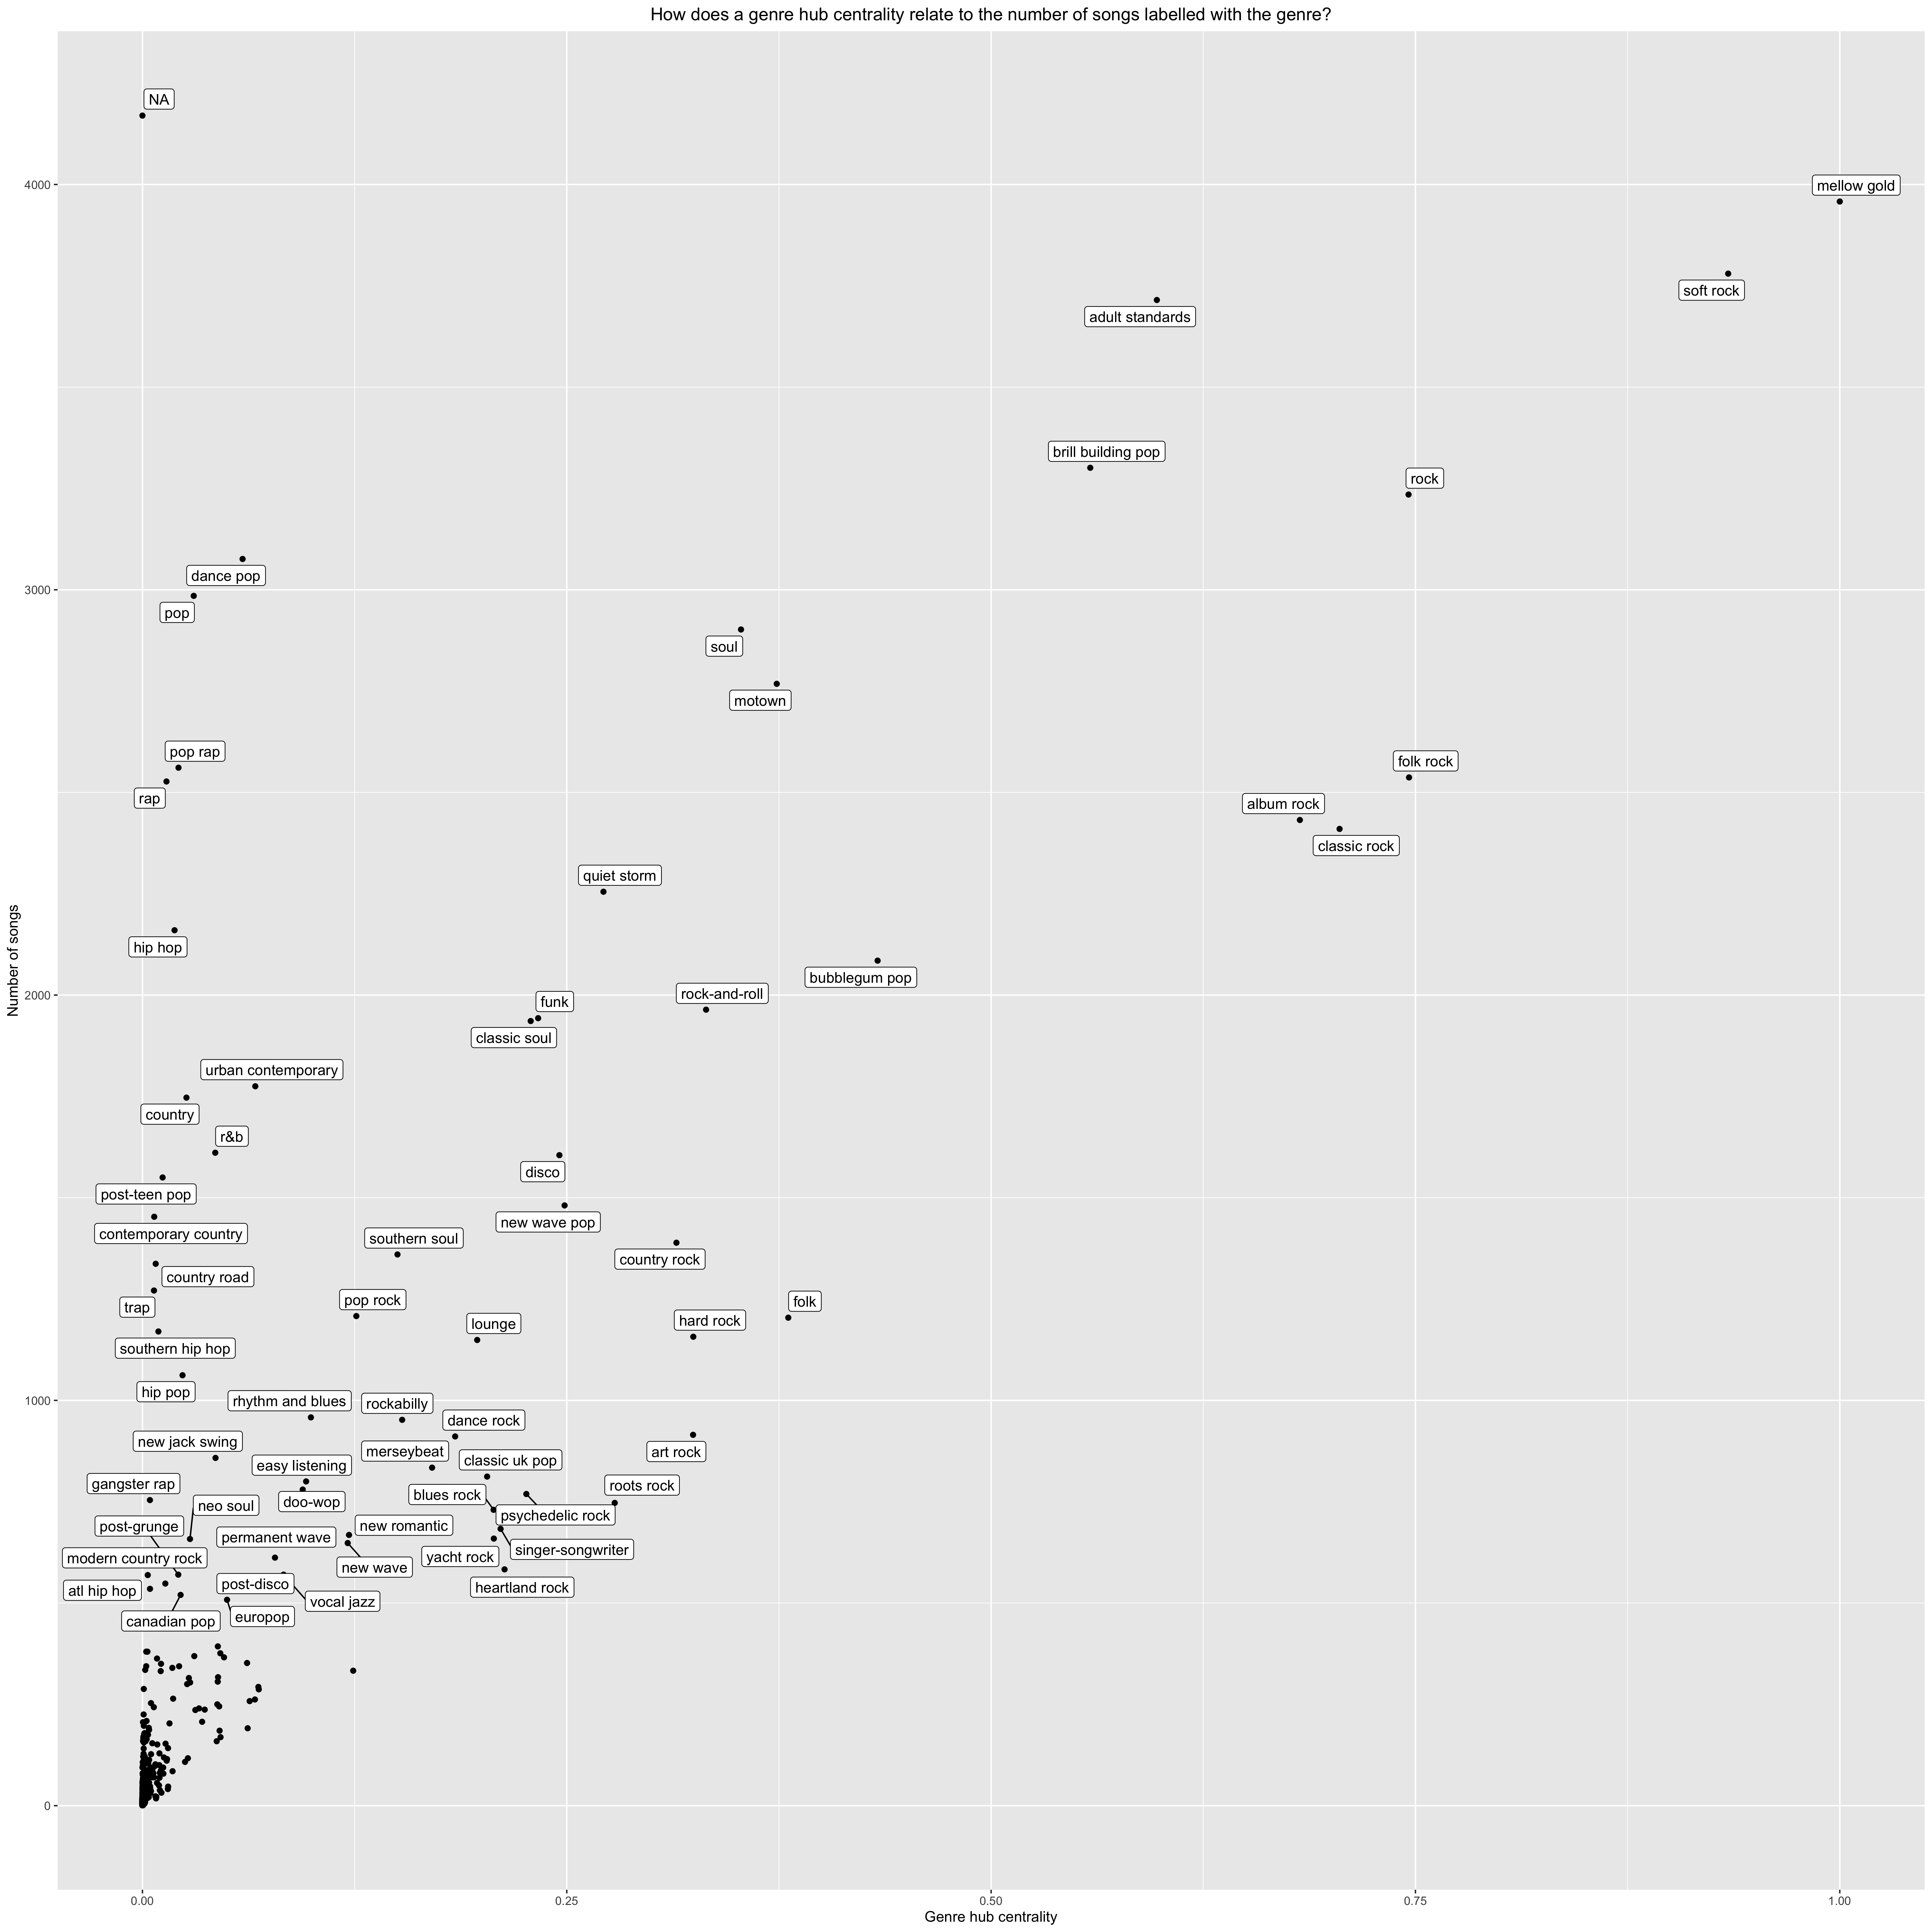 How does a genre hub centrality relate to the number of songs labelled with the genre?
NA
4000
mellow gold
soft rock
adult standards
brill building pop
rock
dance pop
3000
pop
soul
motown
pop rap
folk rock
rap
album rock
classic rock
quiet storm
hip hop
bubblegum pop
Number of songs
2000
rock-and-roll
funk
classic soul
urban contemporary
country
r&b
disco
post-teen pop
new wave pop
contemporary country
southern soul
country rock
country road
trap
pop rock
folk
lounge
hard rock
southern hip hop
hip pop
1000
rhythm and blues
rockabilly
dance rock
new jack swing
merseybeat
art rock
easy listening
classic uk pop
gangster rap
roots rock
blues rock
doo-wop
neo soul
psychedelic rock
post-grunge
new romantic
permanent wave
singer-songwriter
modern country rock
yacht rock
new wave
post-disco
heartland rock
atl hip hop
vocal jazz
europop
canadian pop
0
0.00
0.25
0.50
0.75
1.00
Genre hub centrality